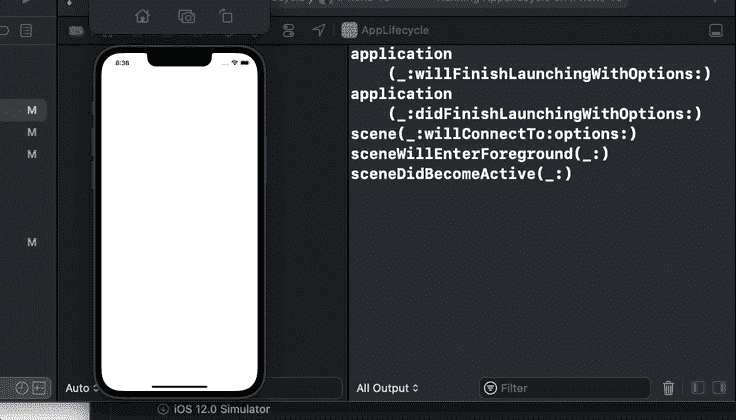 AppLifecycle
8:36
application
(_:willFinishLaunchingWithOptions:)
application
(_:didFinishLaunchingWithOptions:)
scene(_:willConnectTo:options:)
sceneWillEnterForeground(_:)
sceneDidBecomeActive(_:)
M
M
M
M
Auto
All Output
Filter
iOS 12.0 Simulator